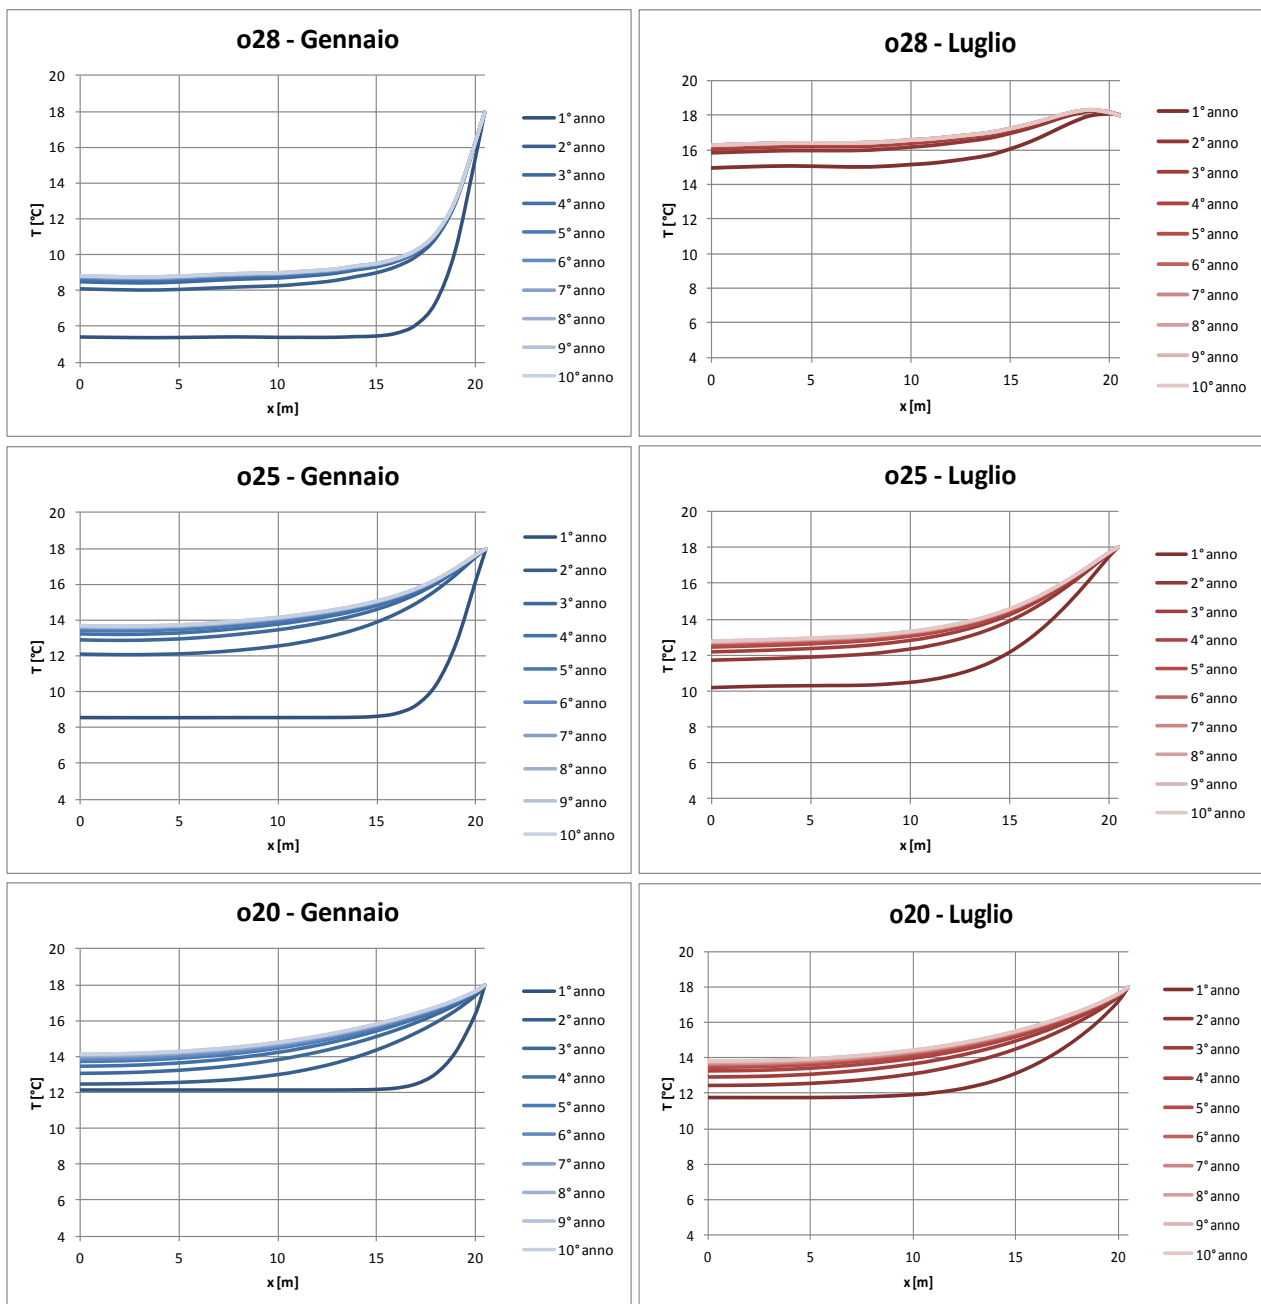 o28 - Gennaio
20
18
16
14
12
10
8
6
4
T [°C]
0 5 10 15 20
x [m]
1°anno
2°anno
3°anno
4°anno
5°anno
6°anno
7°anno
8°anno
9°anno
10°anno
o28 - Luglio
20
18
16
14
12
10
8
6
4
T [°C]
0 5 10 15 20
x [m]
1°anno
2°anno
3°anno
4°anno
5°anno
6°anno
7°anno
8°anno
9°anno
10°anno
o25 - Gennaio
20
18
16
14
12
10
8
6
4
T [°C]
0 5 10 15 20
x [m]
1°anno
2°anno
3°anno
4°anno
5°anno
6°anno
7°anno
8°anno
9°anno
10°anno
o25 - Luglio
20
18
16
14
12
10
8
6
4
T [°C]
0 5 10 15 20
x [m]
1°anno
2°anno
3°anno
4°anno
5°anno
6°anno
7°anno
8°anno
9°anno
10°anno
o20 - Gennaio
20
18
16
14
12
10
8
6
4
T [°C]
0 5 10 15 20
x [m]
1°anno
2°anno
3°anno
4°anno
5°anno
6°anno
7°anno
8°anno
9°anno
10°anno
o20 - Luglio
20
18
16
14
12
10
8
6
4
T [°C]
0 5 10 15 20
x [m]
1°anno
2°anno
3°anno
4°anno
5°anno
6°anno
7°anno
8°anno
9°anno
10°anno